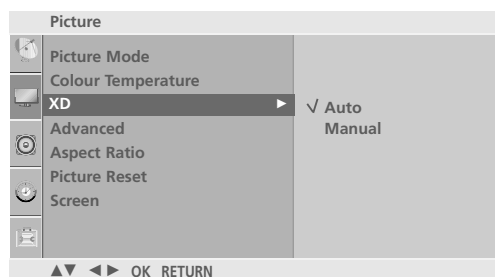 Picture
Picture Mode
Colour Temperature
XD ▶
Advanced
Aspect Ratio
Picture Reset
Screen
√ Auto
Manual
▲▼ ◀▶ OK RETURN